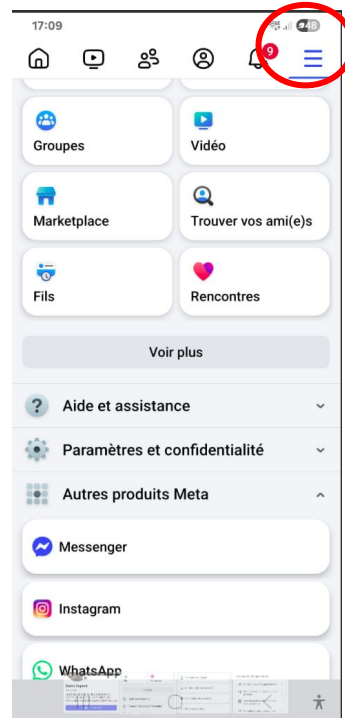 17:09
48
9
Groupes
Vidéo
Marketplace
Trouver vos ami(e)s
Fils
Rencontres
Voir plus
Aide et assistance
Paramètres et confidentialité
Autres produits Meta
Messenger
Instagram
WhatsApp